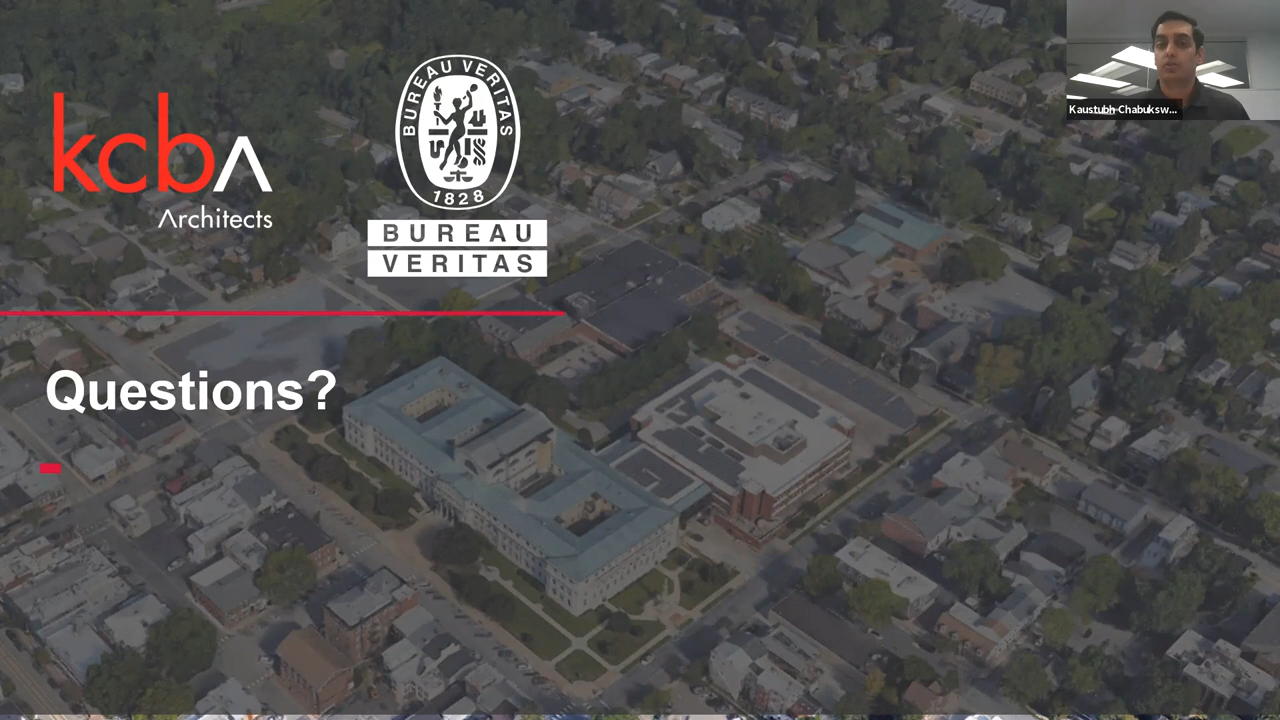 kcbA
Architects
BUREAU VERITAS
1828
BUREAU
VERITAS
Questions?
Kaustubh Chabuksw...